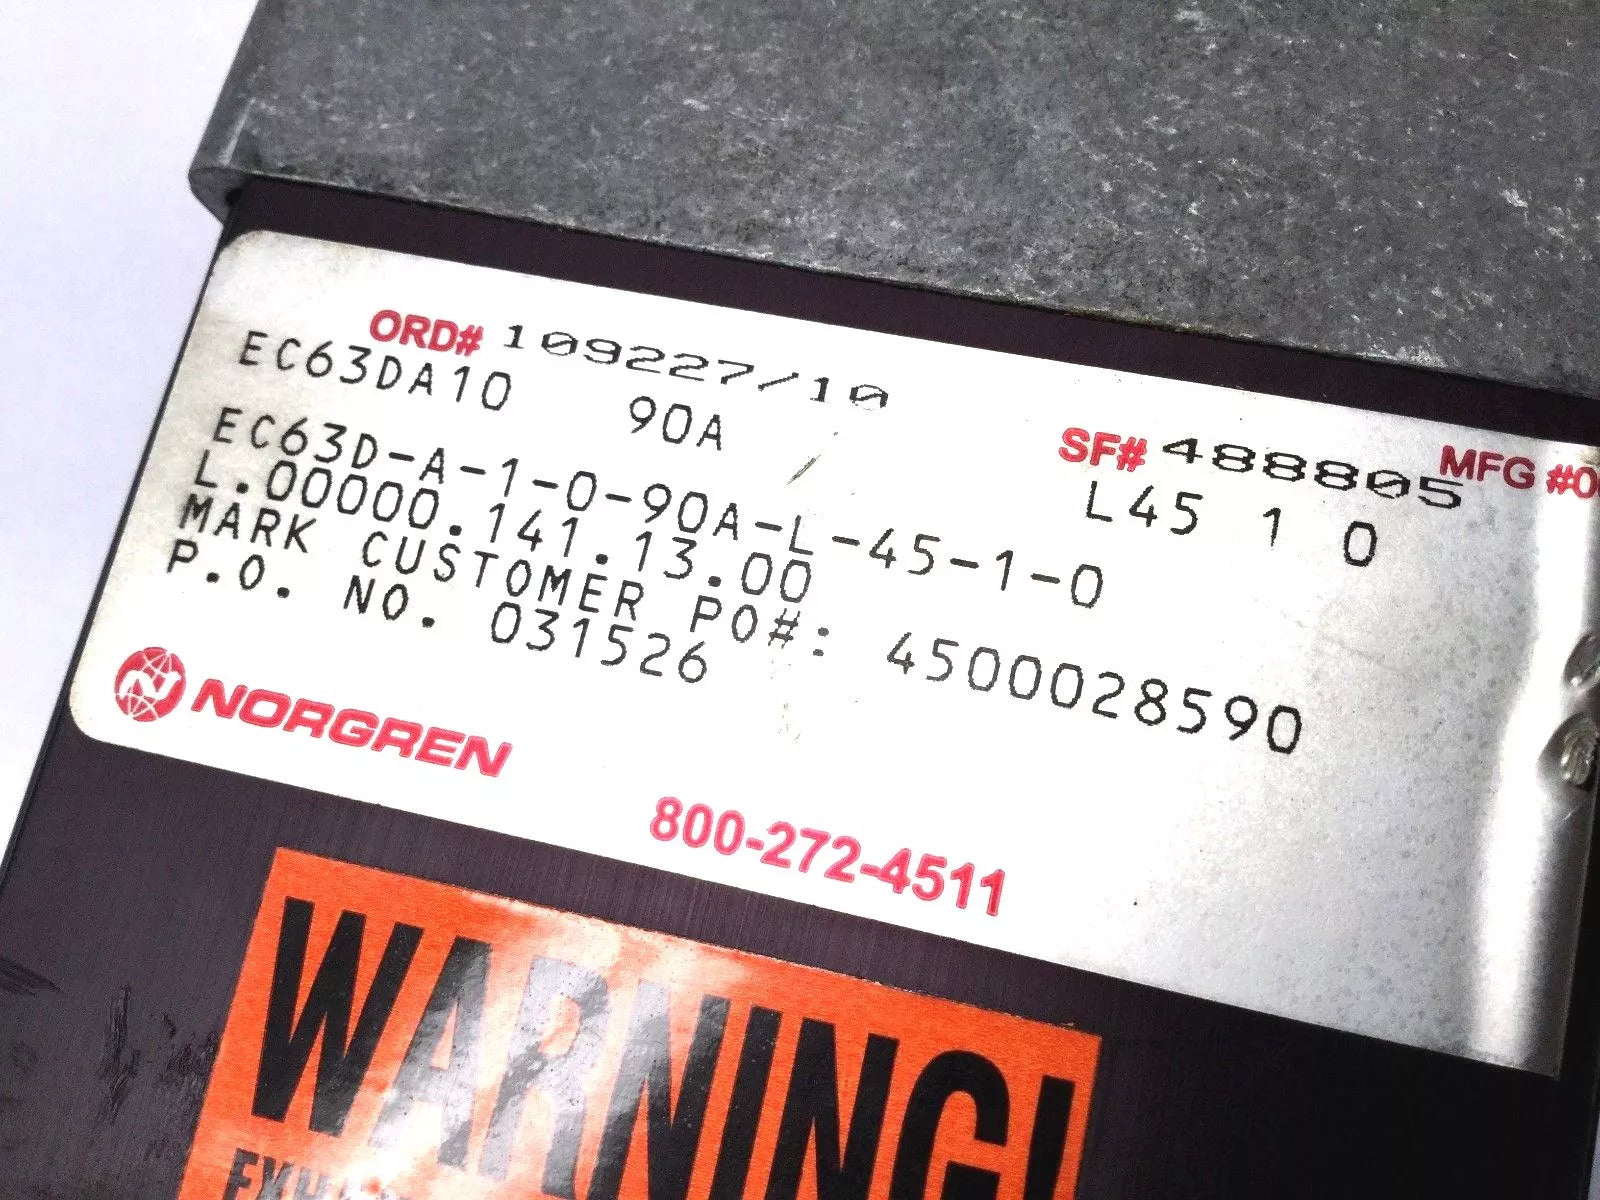 ORD# 109227/10 SF# 488805 MFG #0
EC63DA10 90A L45 1 0
EC63D-A-1-0-90A-L-45-1-0
L.00000.141.13.00
MARK CUSTOMER PO#: 4500028590
P.O. NO. 031526
NORGREN
800-272-4511
WARNING!